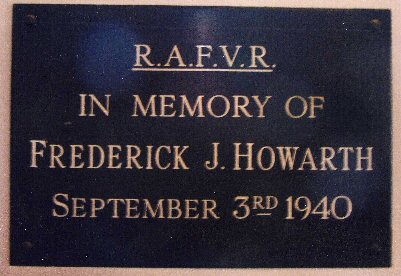 R.A.F.V.R.
IN MEMORY OF
FREDERICK J. HOWARTH
SEPTEMBER 3RD 1940